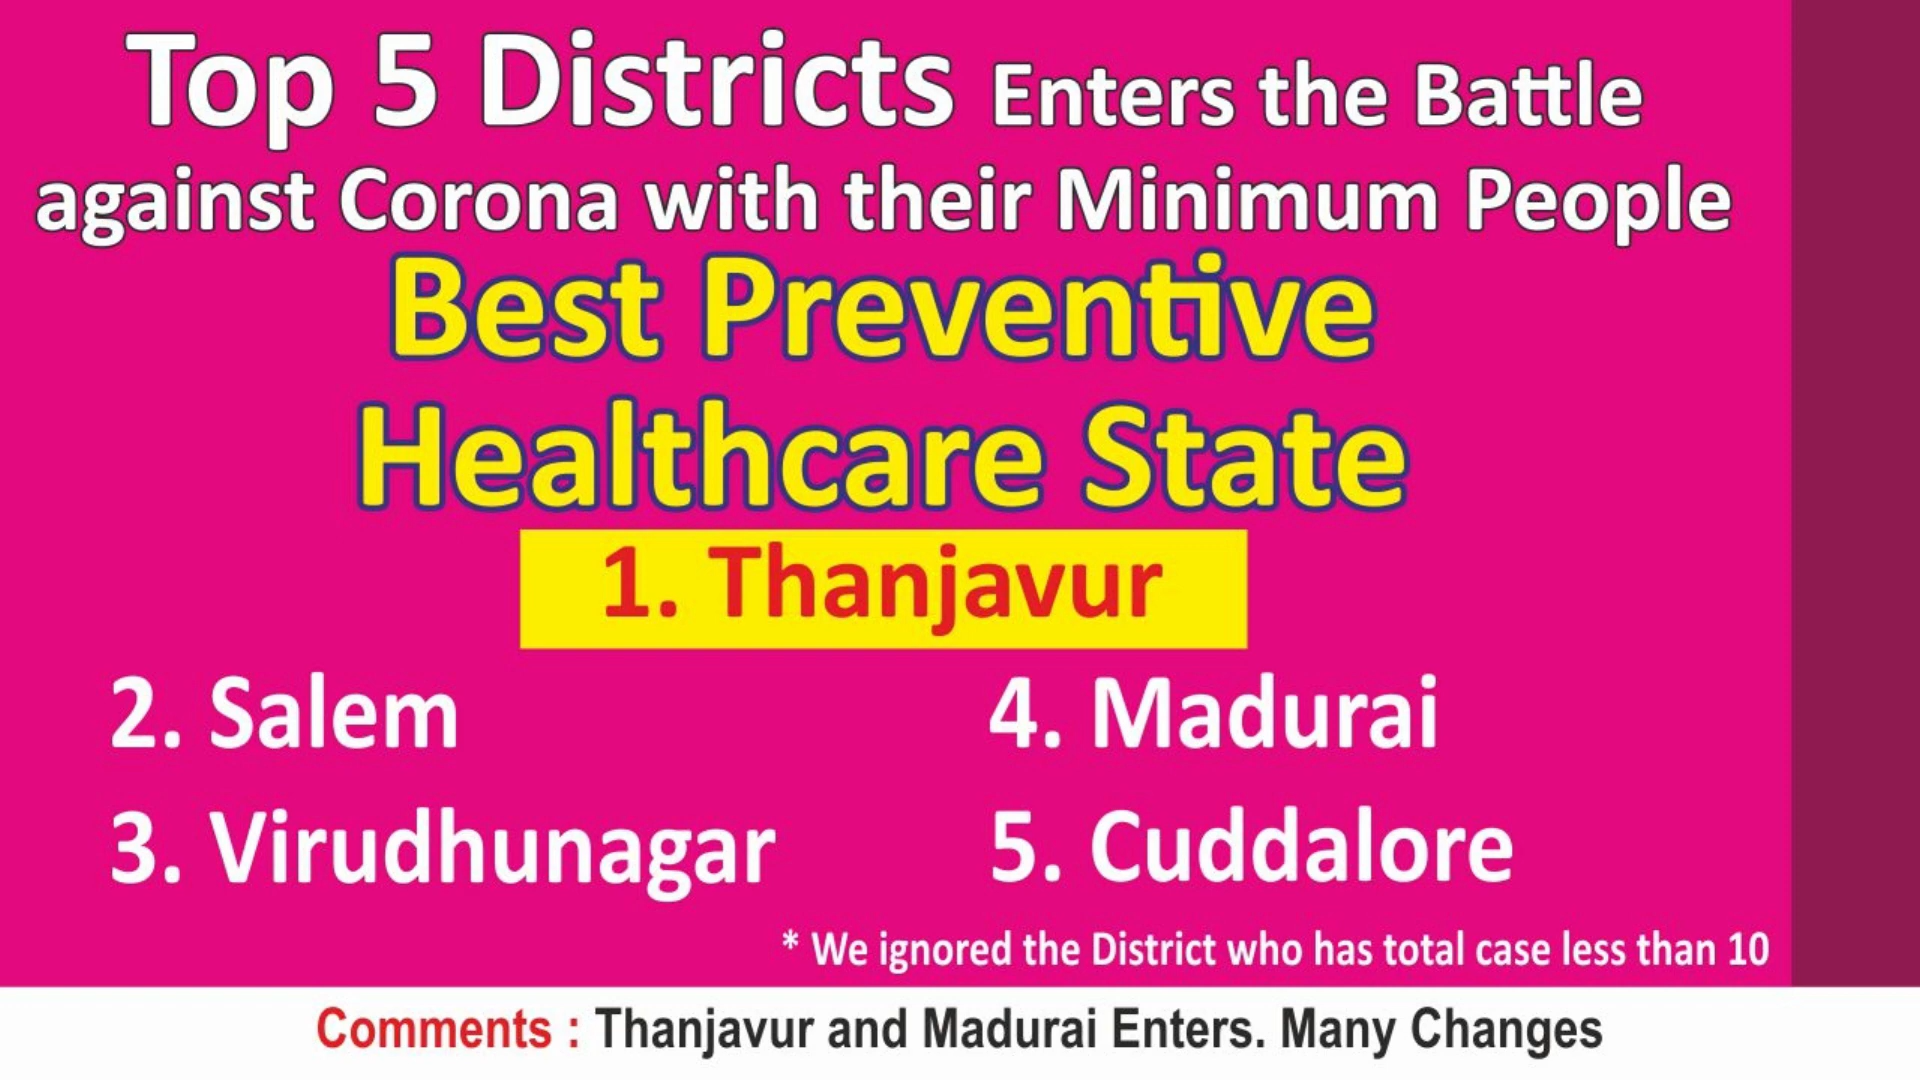 Top 5 Districts Enters the Battle
against Corona with their Minimum People
Best Preventive
Healthcare State
1. Thanjavur
2. Salem
3. Virudhunagar
4. Madurai
5. Cuddalore
* We ignored the District who has total case less than 10
Comments : Thanjavur and Madurai Enters. Many Changes